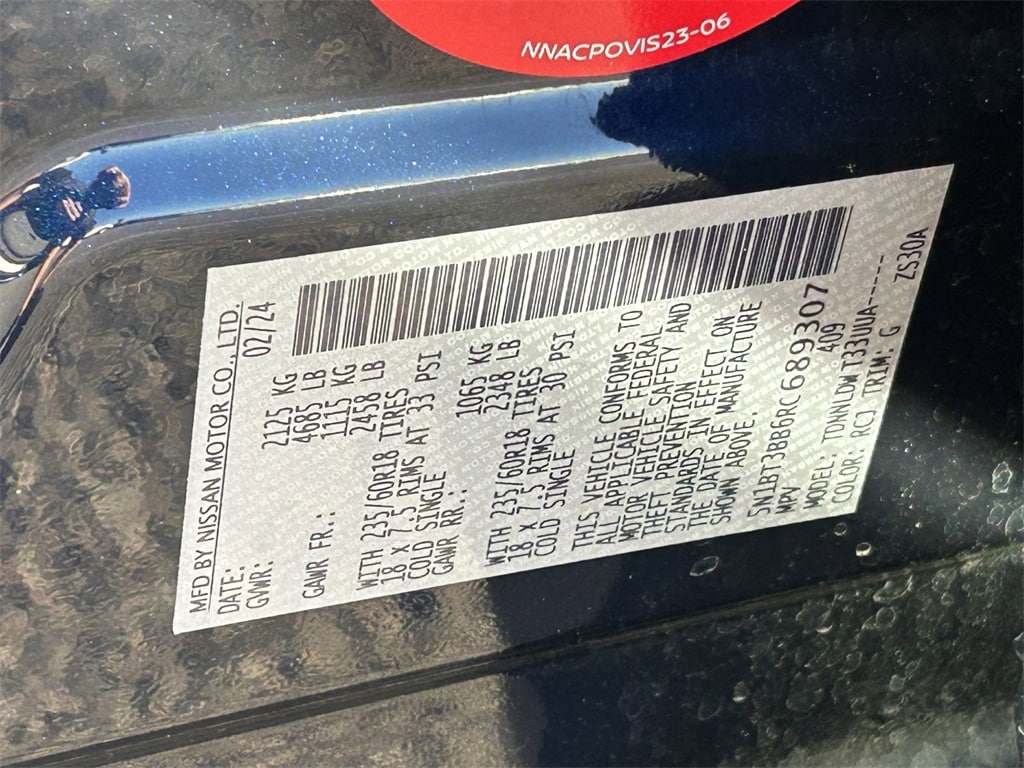 NNACPOVIS23-06
MFD BY NISSAN MOTOR CO., LTD.
DATE: 02/24
GVWR: 2125 KG
4685 LB
GAWR FR.: 1115 KG
2458 LB
WITH 235/60R18 TIRES
18 X 7.5 RIMS AT 33 PSI
COLD SINGLE
GAWR RR.: 1065 KG
2348 LB
WITH 235/60R18 TIRES
18 X 7.5 RIMS AT 30 PSI
COLD SINGLE
THIS VEHICLE CONFORMS TO
ALL APPLICABLE FEDERAL
MOTOR VEHICLE SAFETY AND
THEFT PREVENTION
STANDARDS IN EFFECT ON
THE DATE OF MANUFACTURE
SHOWN ABOVE.
5N1BT3BB6RC689307
MPV 409
MODEL: TDNNLDWT33UUA------
COLOR: RCJ TRIM: G ZS30A